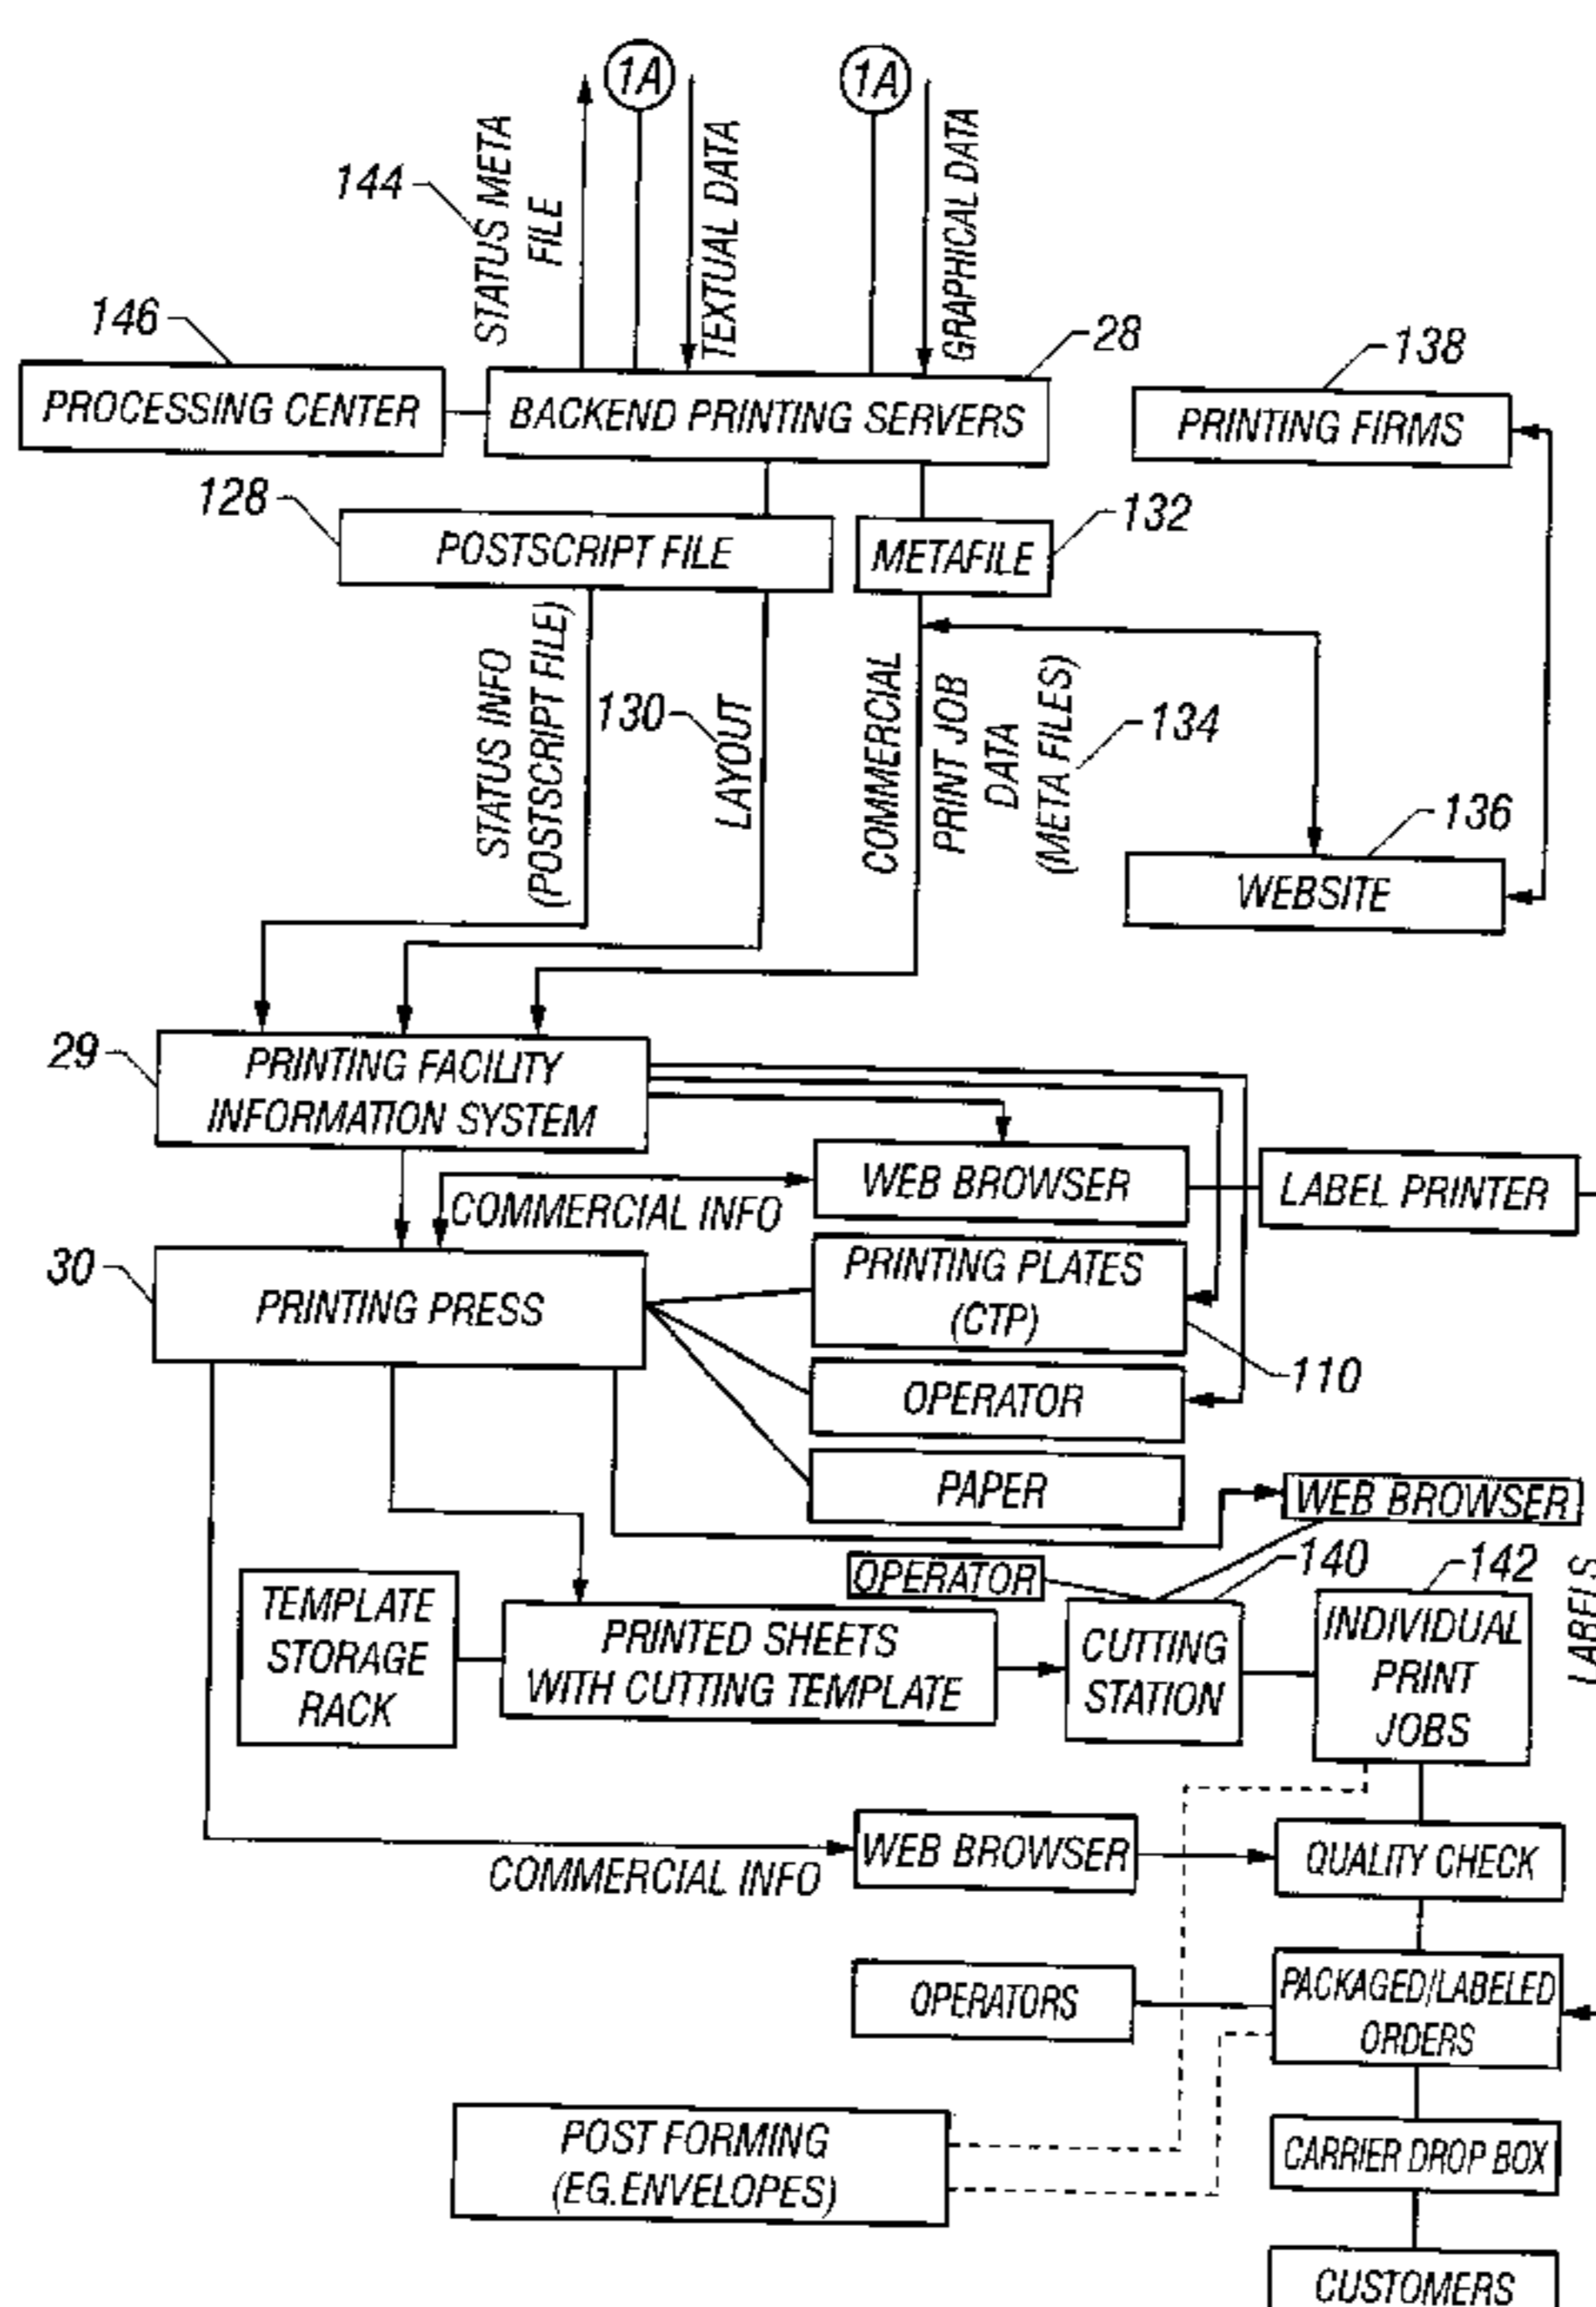 1A
1A
144
STATUS META
FILE
TEXTUAL DATA
GRAPHICAL DATA
146
28
138
PROCESSING CENTER
BACKEND PRINTING SERVERS
PRINTING FIRMS
128
132
POSTSCRIPT FILE
METAFILE
STATUS INFO
(POSTSCRIPT FILE)
130
LAYOUT
COMMERCIAL
PRINT JOB
DATA
(META FILES)
134
136
WEBSITE
29
PRINTING FACILITY
INFORMATION SYSTEM
COMMERCIAL INFO
WEB BROWSER
LABEL PRINTER
30
PRINTING PRESS
PRINTING PLATES
(CTP)
110
OPERATOR
PAPER
WEB BROWSER
OPERATOR
140
142
LABELS
TEMPLATE
STORAGE
RACK
PRINTED SHEETS
WITH CUTTING TEMPLATE
CUTTING
STATION
INDIVIDUAL
PRINT
JOBS
COMMERCIAL INFO
WEB BROWSER
QUALITY CHECK
OPERATORS
PACKAGED/LABELED
ORDERS
POST FORMING
(EG.ENVELOPES)
CARRIER DROP BOX
CUSTOMERS